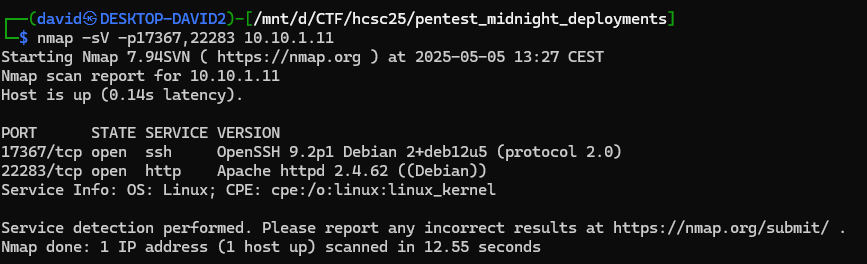 ┌──(david㉿DESKTOP-DAVID2)-[/mnt/d/CTF/hcsc25/pentest_midnight_deployments]
└─$ nmap -sV -p17367,22283 10.10.1.11
Starting Nmap 7.94SVN ( https://nmap.org ) at 2025-05-05 13:27 CEST
Nmap scan report for 10.10.1.11
Host is up (0.14s latency).

PORT      STATE SERVICE VERSION
17367/tcp open  ssh     OpenSSH 9.2p1 Debian 2+deb12u5 (protocol 2.0)
22283/tcp open  http    Apache httpd 2.4.62 ((Debian))
Service Info: OS: Linux; CPE: cpe:/o:linux:linux_kernel

Service detection performed. Please report any incorrect results at https://nmap.org/submit/ .
Nmap done: 1 IP address (1 host up) scanned in 12.55 seconds